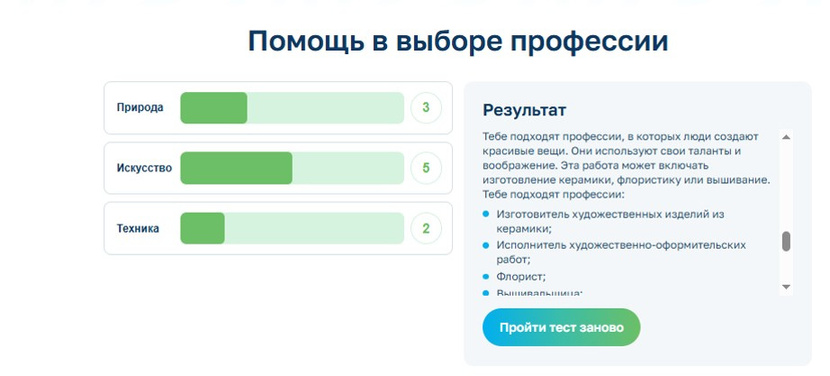 Помощь в выборе профессии
Природа 3
Искусство 5
Техника 2
Результат
Тебе подходят профессии, в которых люди создают
красивые вещи. Они используют свои таланты и
воображение. Эта работа может включать
изготовление керамики, флористику или вышивание.
Тебе подходят профессии:
Изготовитель художественных изделий из
керамики;
Исполнитель художественно-оформительских
работ;
Флорист;
Вышивальщица;
Пройти тест заново